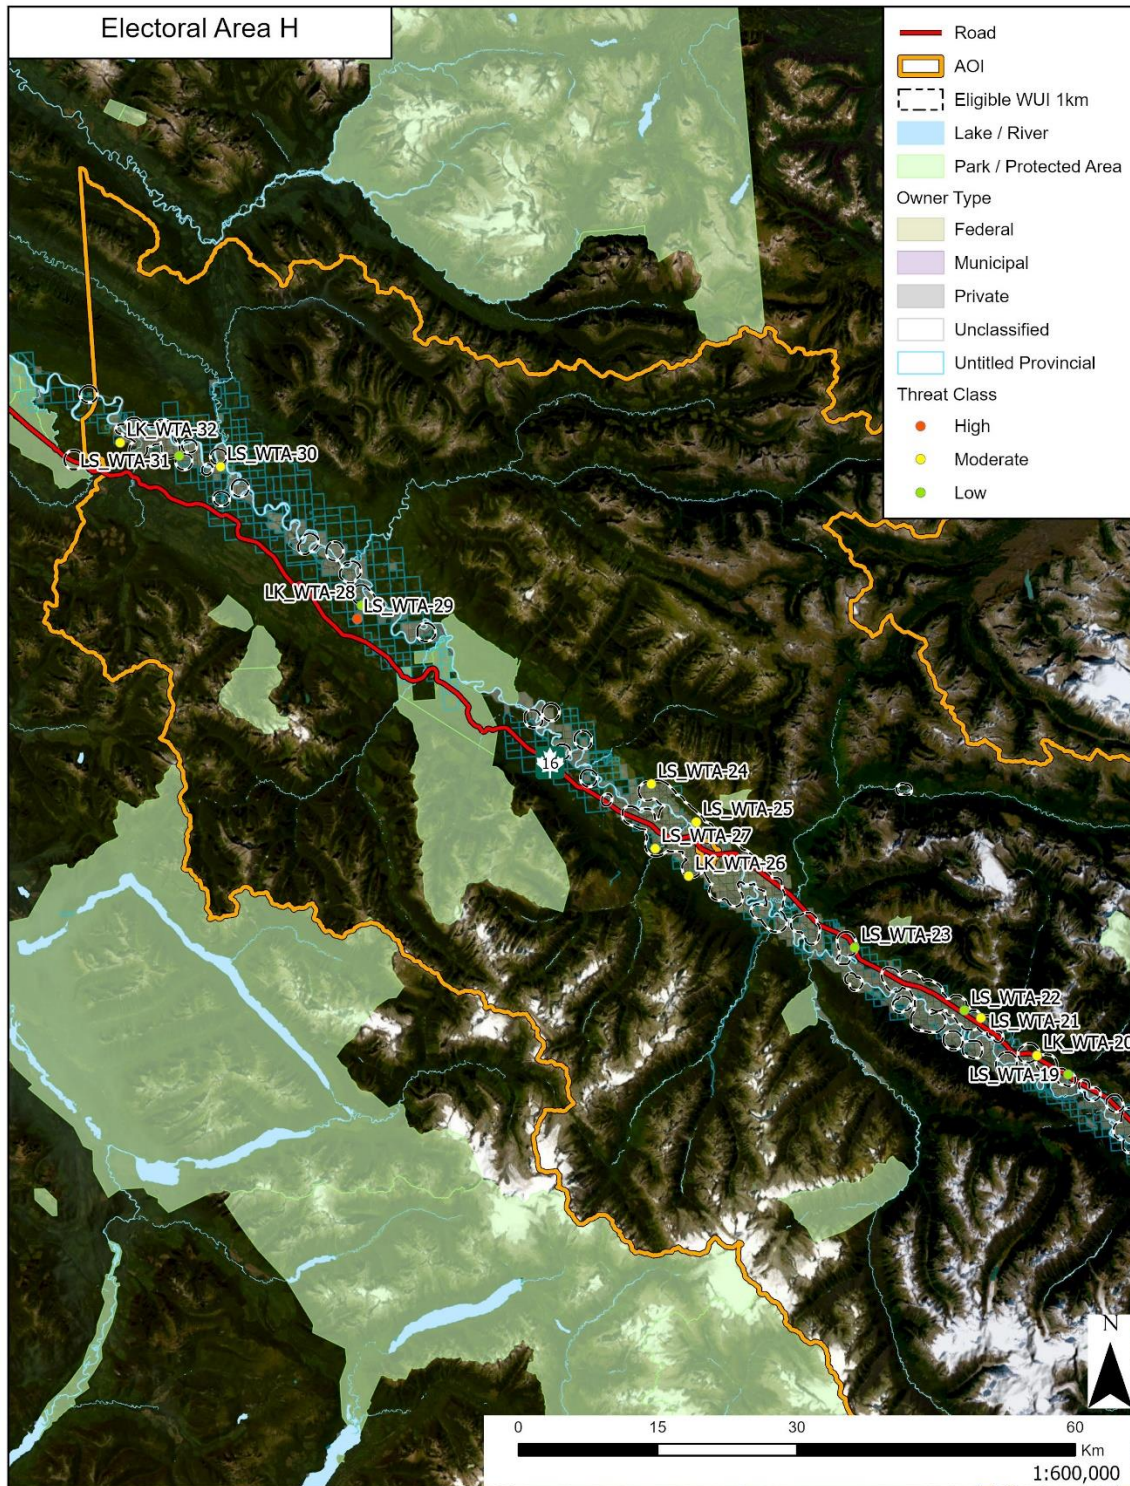 Electoral Area H
Road
AOI
Eligible WUI 1km
Lake / River
Park / Protected Area
Owner Type
Federal
Municipal
Private
Unclassified
Untitled Provincial
Threat Class
High
Moderate
Low
LK_WTA-32
LS_WTA-31
LS_WTA-30
LK_WTA-28
LS_WTA-29
16
LS_WTA-24
LS_WTA-25
LS_WTA-27
LK_WTA-26
LS_WTA-23
LS_WTA-22
LS_WTA-21
LK_WTA-20
LS_WTA-19
N
0 15 30 60
Km
1:600,000